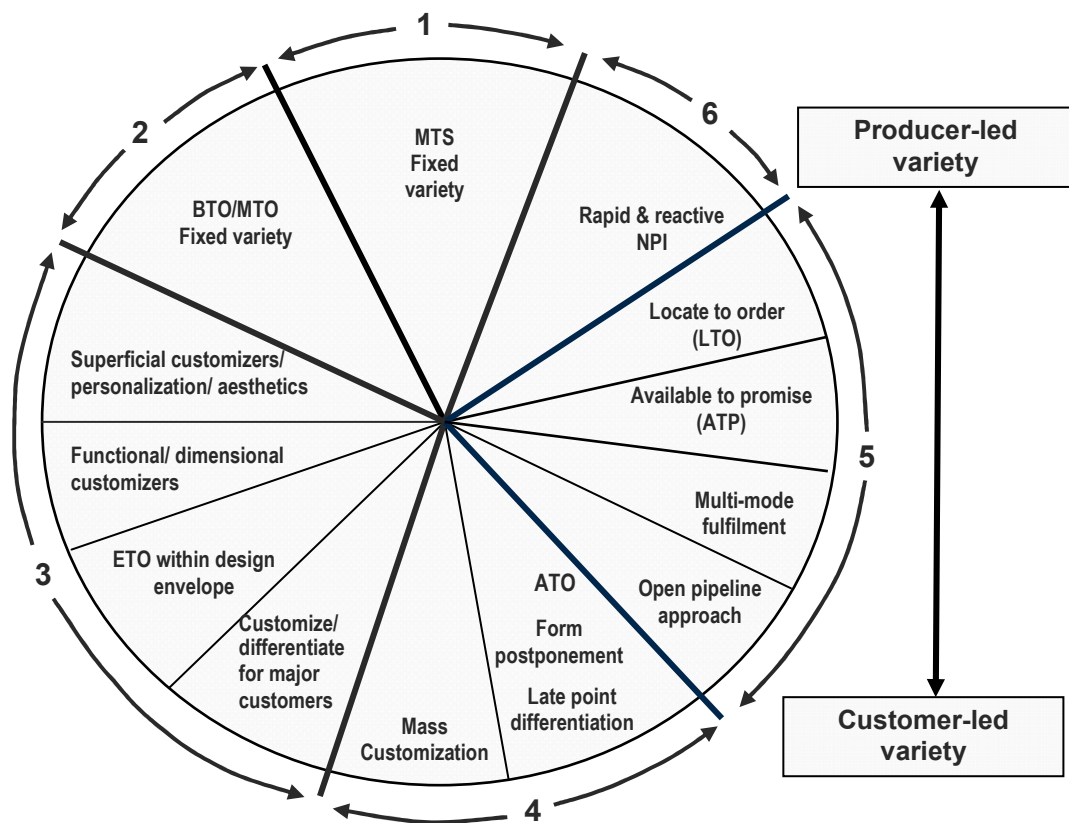 1
2
6
MTS
Fixed
variety
Producer-led
variety
BTO/MTO
Fixed variety
Rapid & reactive
NPI
Locate to order
(LTO)
Superficial customizers/
personalization/ aesthetics
Available to promise
(ATP)
5
Functional/ dimensional
customizers
Multi-mode
fulfilment
3
ETO within design
envelope
ATO
Open pipeline
approach
Form
postponement
Customize/
differentiate
for major
customers
Late point
differentiation
Mass
Customization
Customer-led
variety
4